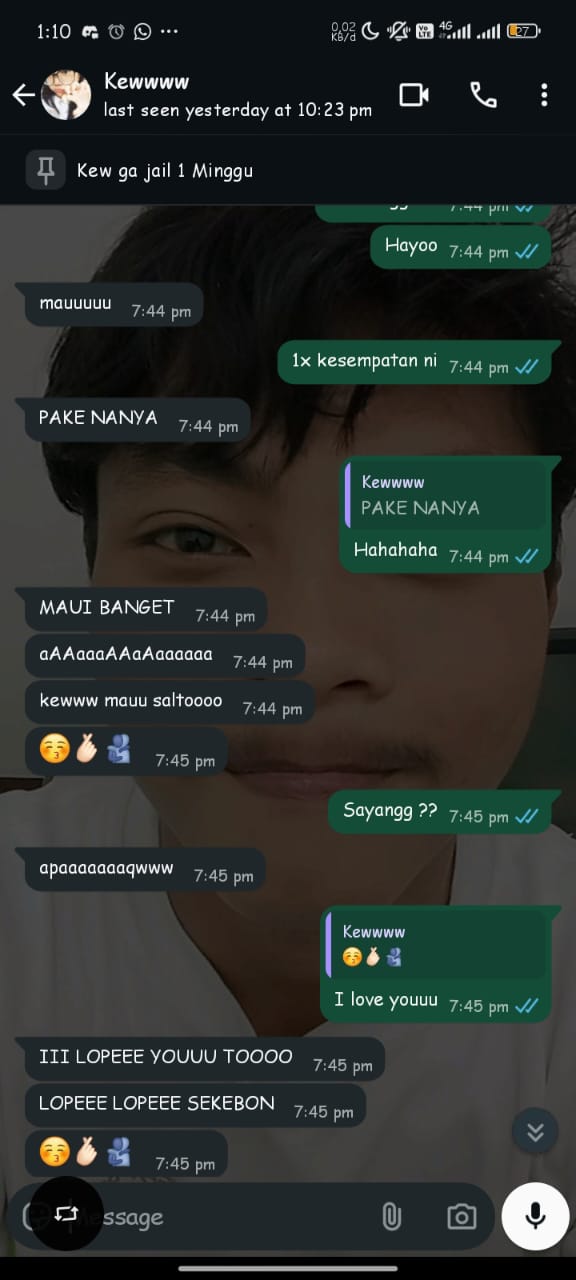 1:10
0,02
KB/d
Vo
LTE
4G
27
Kewwww
last seen yesterday at 10:23 pm
Kew ga jail 1 Minggu
7:44 pm
Hayoo 7:44 pm
mauuuuu 7:44 pm
1x kesempatan ni 7:44 pm
PAKE NANYA 7:44 pm
Kewwww
PAKE NANYA
Hahahaha 7:44 pm
MAUI BANGET 7:44 pm
aAAaaaAAaAaaaaaa 7:44 pm
kewww mauu saltoooo 7:44 pm
😚🫰🏻🫂 7:45 pm
Sayangg ?? 7:45 pm
apaaaaaaaqwww 7:45 pm
Kewwww
😚🫰🏻🫂
I love youuu 7:45 pm
III LOPEEE YOUUU TOOOO 7:45 pm
LOPEEE LOPEEE SEKEBON 7:45 pm
😚🫰🏻🫂 7:45 pm
ssage